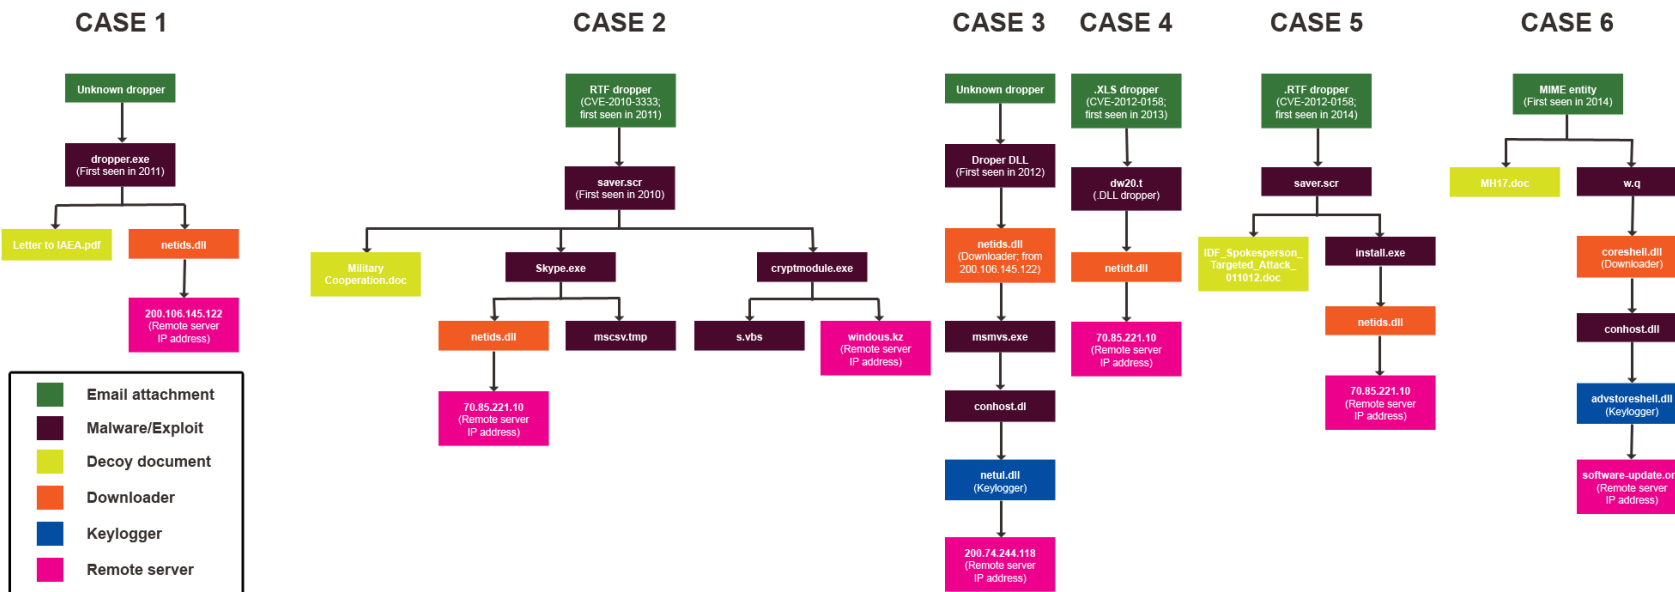 CASE 1
Unknown dropper
dropper.exe
(First seen in 2011)
Letter to IAEA.pdf
netids.dll
200.106.145.122
(Remote server
IP address)
CASE 2
RTF dropper
(CVE-2010-3333;
first seen in 2011)
saver.scr
(First seen in 2010)
Military
Cooperation.doc
Skype.exe
cryptmodule.exe
netids.dll
mscsv.tmp
s.vbs
windous.kz
(Remote server
IP address)
70.85.221.10
(Remote server
IP address)
CASE 3
Unknown dropper
Droper DLL
(First seen in 2012)
netids.dll
(Downloader; from
200.106.145.122)
msmvs.exe
conhost.dl
netui.dll
(Keylogger)
200.74.244.118
(Remote server
IP address)
CASE 4
.XLS dropper
(CVE-2012-0158;
first seen in 2013)
dw20.t
(.DLL dropper)
netidt.dll
70.85.221.10
(Remote server
IP address)
CASE 5
.RTF dropper
(CVE-2012-0158;
first seen in 2014)
saver.scr
IDF_Spokesperson_
Targeted_Attack_
011012.doc
install.exe
netids.dll
70.85.221.10
(Remote server
IP address)
CASE 6
MIME entity
(First seen in 2014)
MH17.doc
w.q
coreshell.dll
(Downloader)
conhost.dll
advstoreshell.dll
(Keylogger)
software-update.or
(Remote server
IP address)
Email attachment
Malware/Exploit
Decoy document
Downloader
Keylogger
Remote server